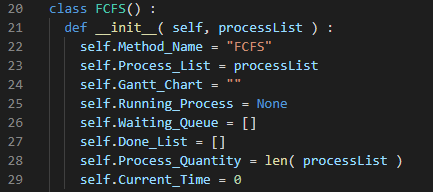 20 class FCFS() :
21 def __init__( self, processList ) :
22 self.Method_Name = "FCFS"
23 self.Process_List = processList
24 self.Gantt_Chart = ""
25 self.Running_Process = None
26 self.Waiting_Queue = []
27 self.Done_List = []
28 self.Process_Quantity = len( processList )
29 self.Current_Time = 0